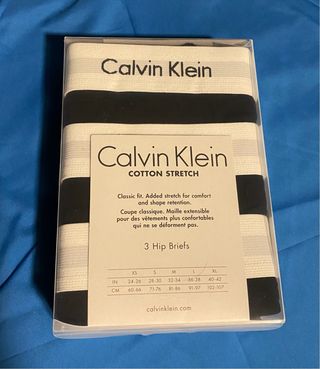 Calvin Klein
Calvin Klein
COTTON STRETCH
Classic fit. Added stretch for comfort
and shape retention.
Coupe classique. Maille extensible
pour des vêtements plus confortables
qui ne se déforment pas.
3 Hip Briefs
XS S M L XL
IN 24-26 28-30 32-34 36-38 40-42
CM 60-66 71-76 81-86 91-97 102-107
calvinklein.com